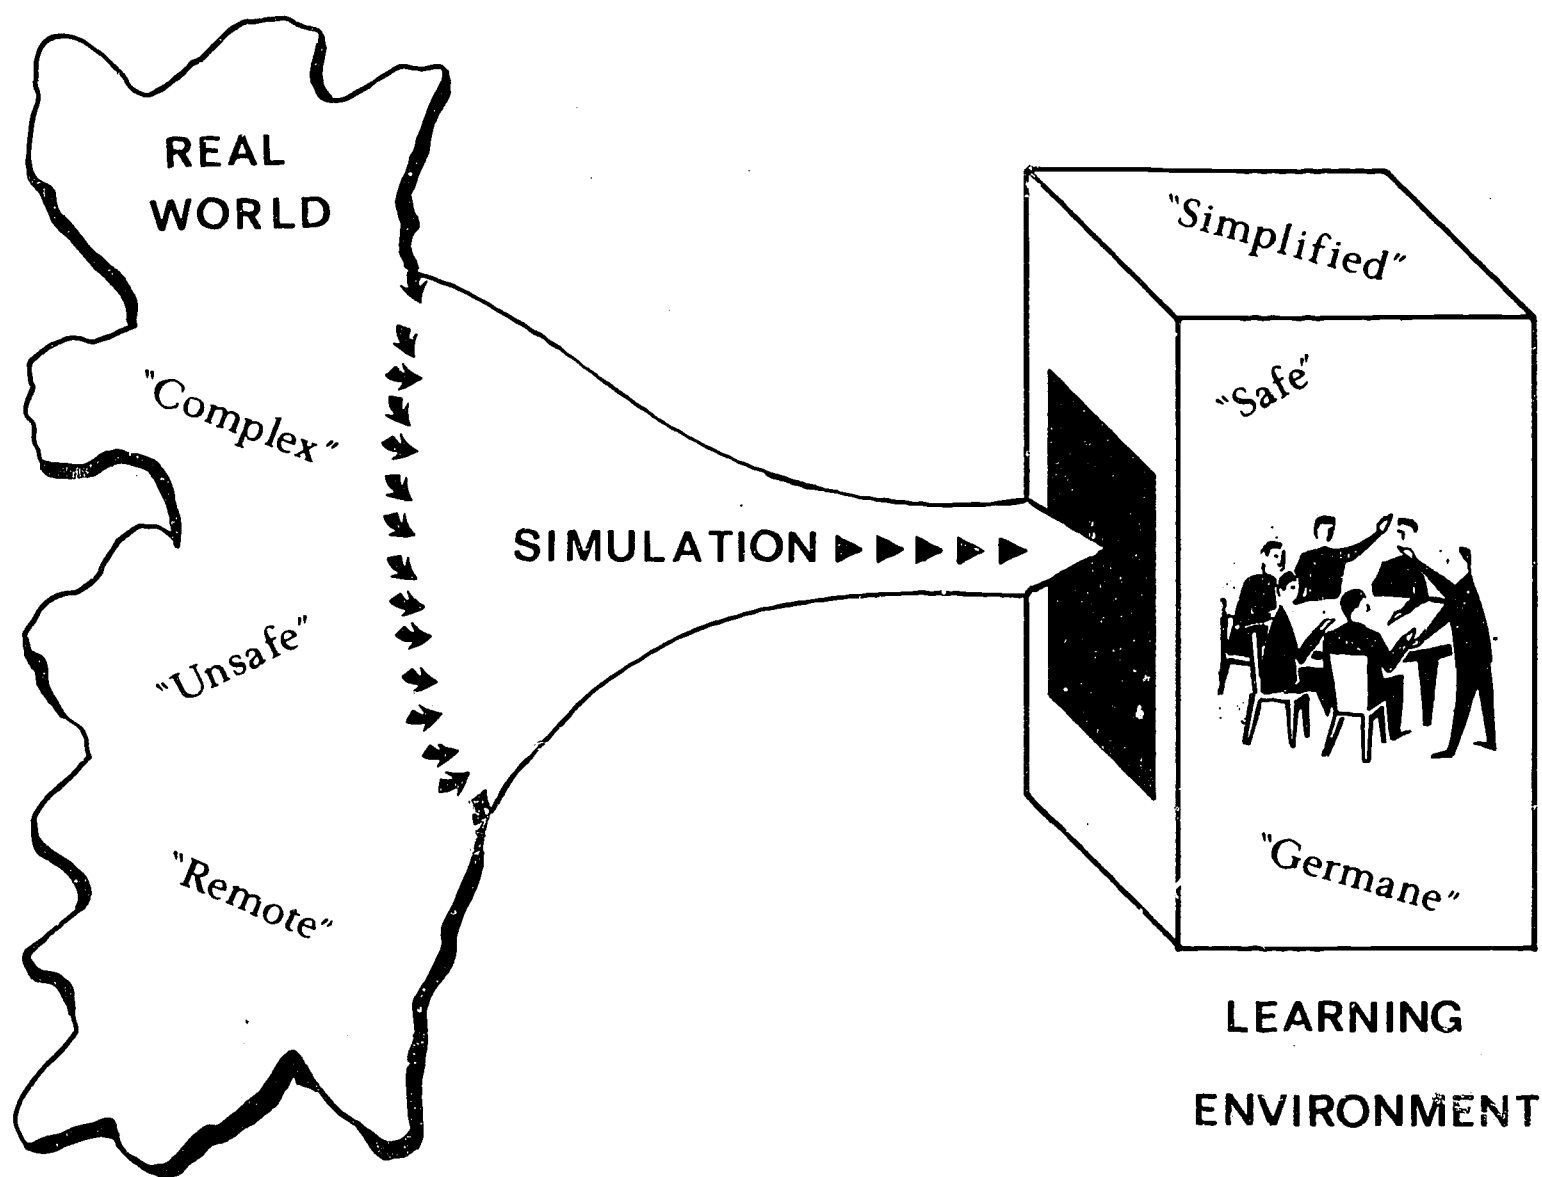 REAL
WORLD
"Complex"
"Unsafe"
"Remote"
SIMULATION
"Simplified"
"Safe"
"Germane"
LEARNING
ENVIRONMENT